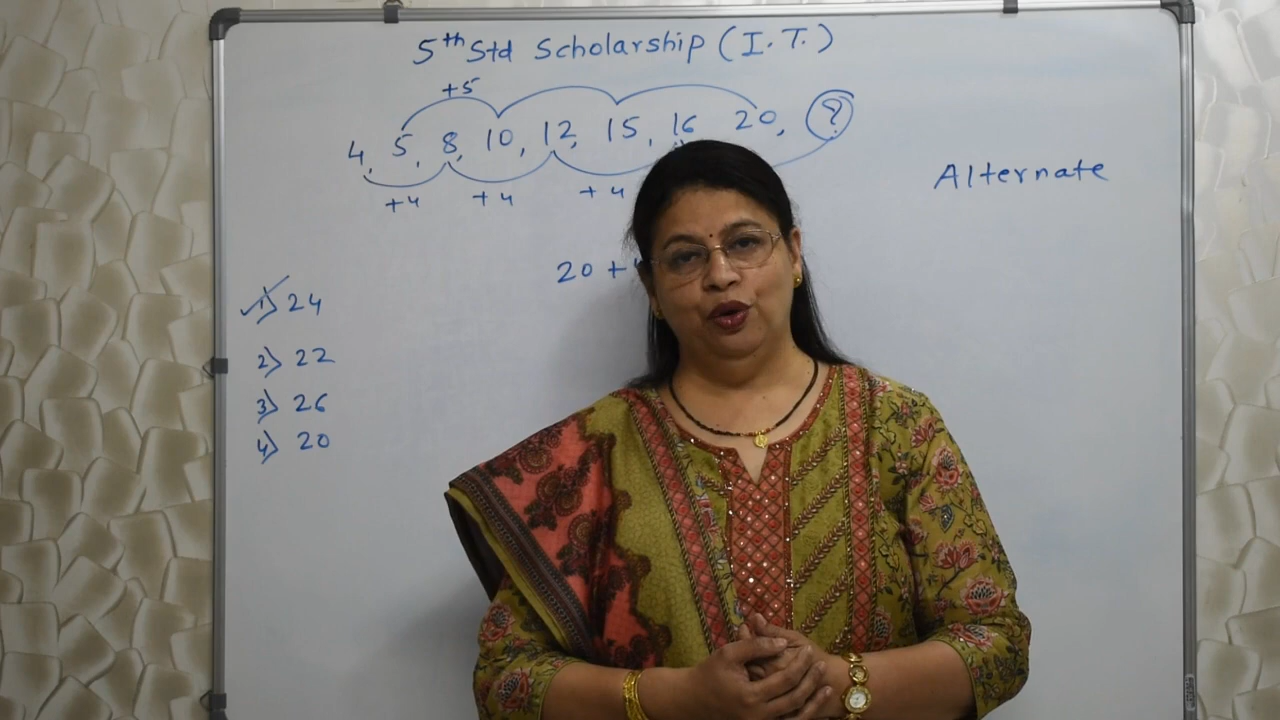 5th Std Scholarship (I.T.)
+5
4, 5, 8, 10, 12, 15, 16 20, ?
+4 +4 +4
Alternate
20 +
1) 24
2) 22
3) 26
4) 20